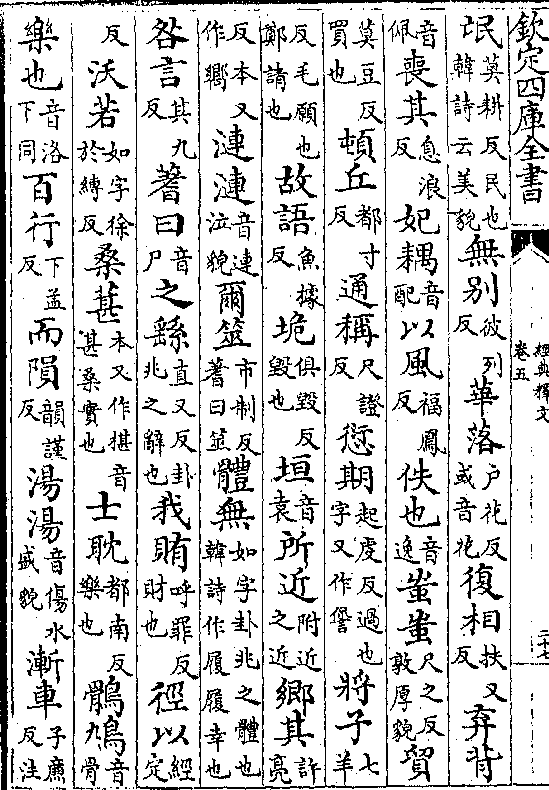 欽定四庫全書
經典釋文
卷五
二十七
氓莫耕反民也韓詩云美貌無別彼列反華落户花反或音花復相扶又反弃背
音佩喪其息浪反妃耦音配以風福鳳反佚也音逸蚩蚩尺之反敦厚貌貿
莫豆反買也頓丘都寸反通稱尺證反愆期起虔反過也字又作諐將子七羊
反毛願也鄭請也故語魚據反垝俱毀反毀也垣音袁所近附近之近鄉其許亮
反本又作嚮漣漣音連泣貌爾筮市制反蓍曰筮體無如字卦兆之體也韓詩作履履幸也
咎言其九反蓍曰音尸之繇直又反卦兆之辭也我賄呼罪反財也徑以經定
反沃若如字徐於縛反桑葚本又作椹音甚桑實也士耽都南反樂也鶻鳩音骨
樂也音洛下同百行下孟反而隕韻謹反湯湯音傷水盛貌漸車子廉反注